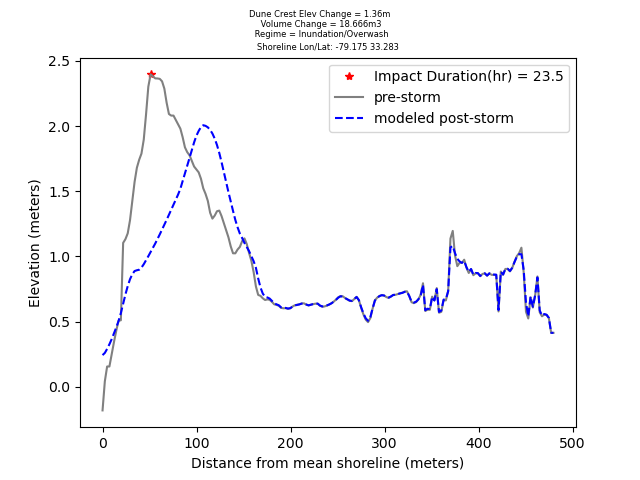 Dune Crest Elev Change = 1.36m
Volume Change = 18.666m3
Regime = Inundation/Overwash
Shoreline Lon/Lat: -79.175 33.283
Impact Duration(hr) = 23.5
pre-storm
modeled post-storm
2.5
2.0
1.5
1.0
0.5
0.0
Elevation (meters)
0 100 200 300 400 500
Distance from mean shoreline (meters)